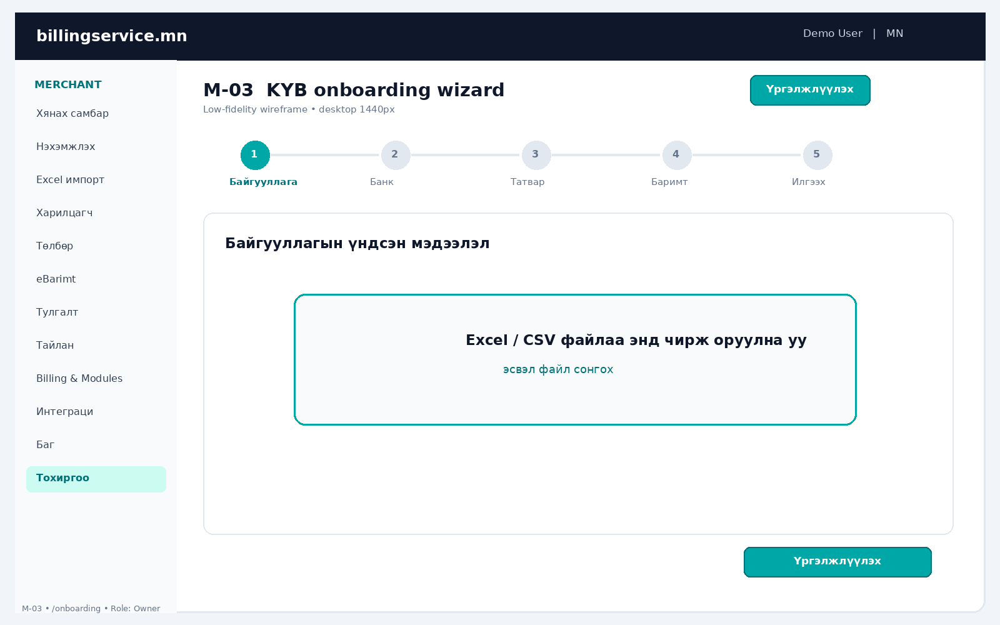 billingservice.mn
Demo User | MN
MERCHANT
Хянах самбар
Нэхэмжлэх
Excel импорт
Харилцагч
Төлбөр
eBarimt
Тулгалт
Тайлан
Billing & Modules
Интеграци
Баг
Тохиргоо
M-03 • /onboarding • Role: Owner
M-03 KYB onboarding wizard
Low-fidelity wireframe • desktop 1440px
Үргэлжлүүлэх
1 2 3 4 5
Байгууллага Банк Татвар Баримт Илгээх
Байгууллагын үндсэн мэдээлэл
Excel / CSV файлаа энд чирж оруулна уу
эсвэл файл сонгох
Үргэлжлүүлэх